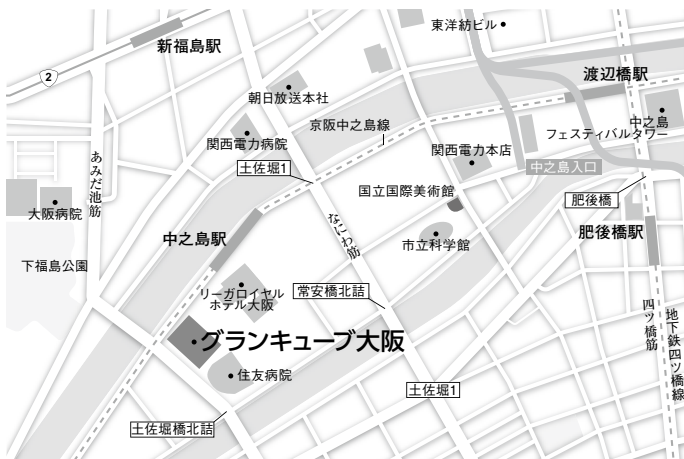 東洋紡ビル
新福島駅
2
渡辺橋駅
朝日放送本社
中之島
フェスティバルタワー
京阪中之島線
関西電力病院
関西電力本店
土佐堀1
中之島入口
あみだ池筋
国立国際美術館
肥後橋
大阪病院
なにわ筋
中之島駅
市立科学館
肥後橋駅
下福島公園
リーガロイヤル
ホテル大阪
常安橋北詰
四ツ橋筋
地下鉄四ツ橋線
グランキューブ大阪
住友病院
土佐堀1
土佐堀橋北詰